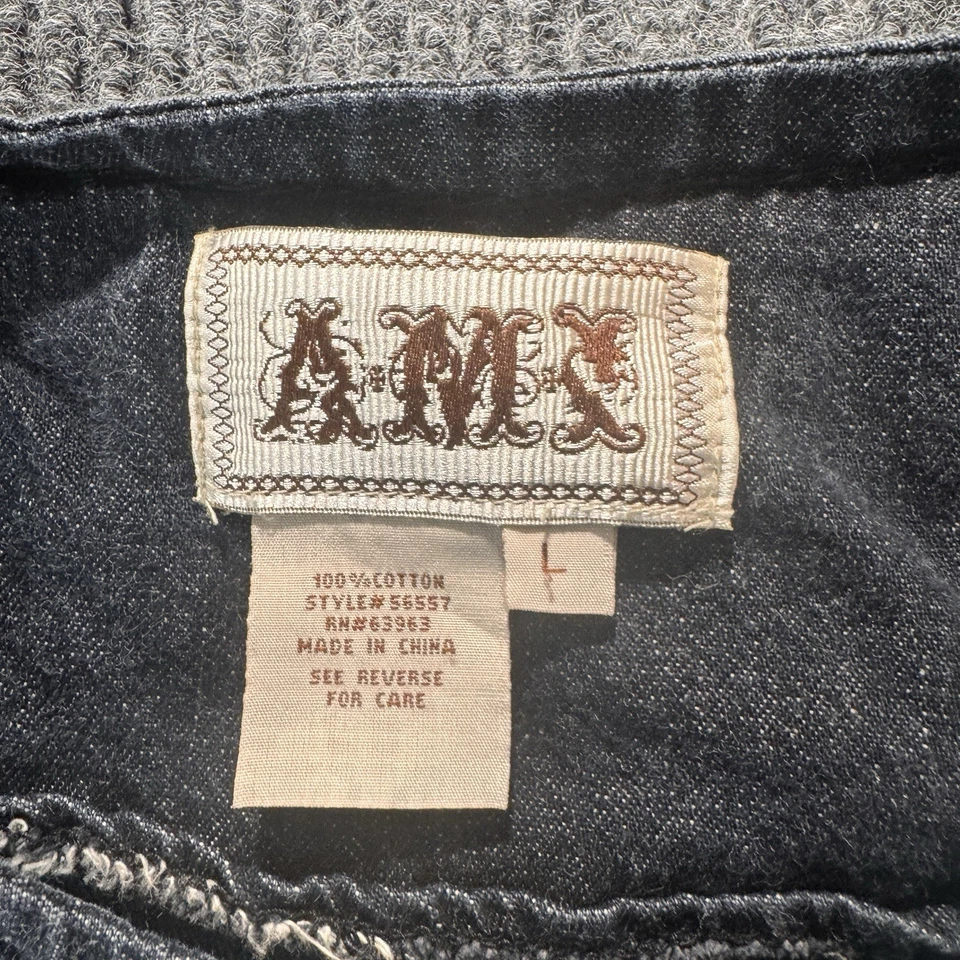 A·M·I
L
100% COTTON
STYLE# 56557
RN#63963
MADE IN CHINA
SEE REVERSE
FOR CARE